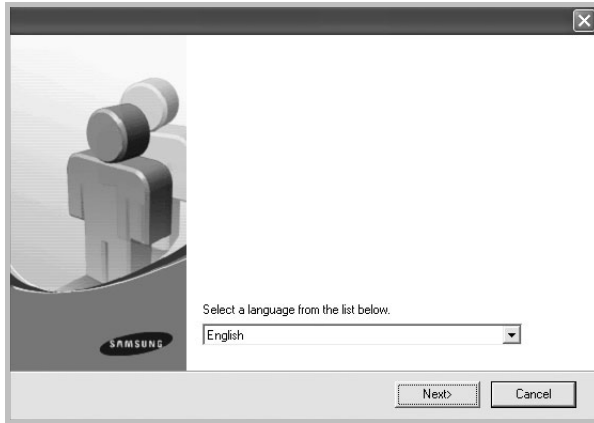 Select a language from the list below.
English
SAMSUNG
Next>
Cancel